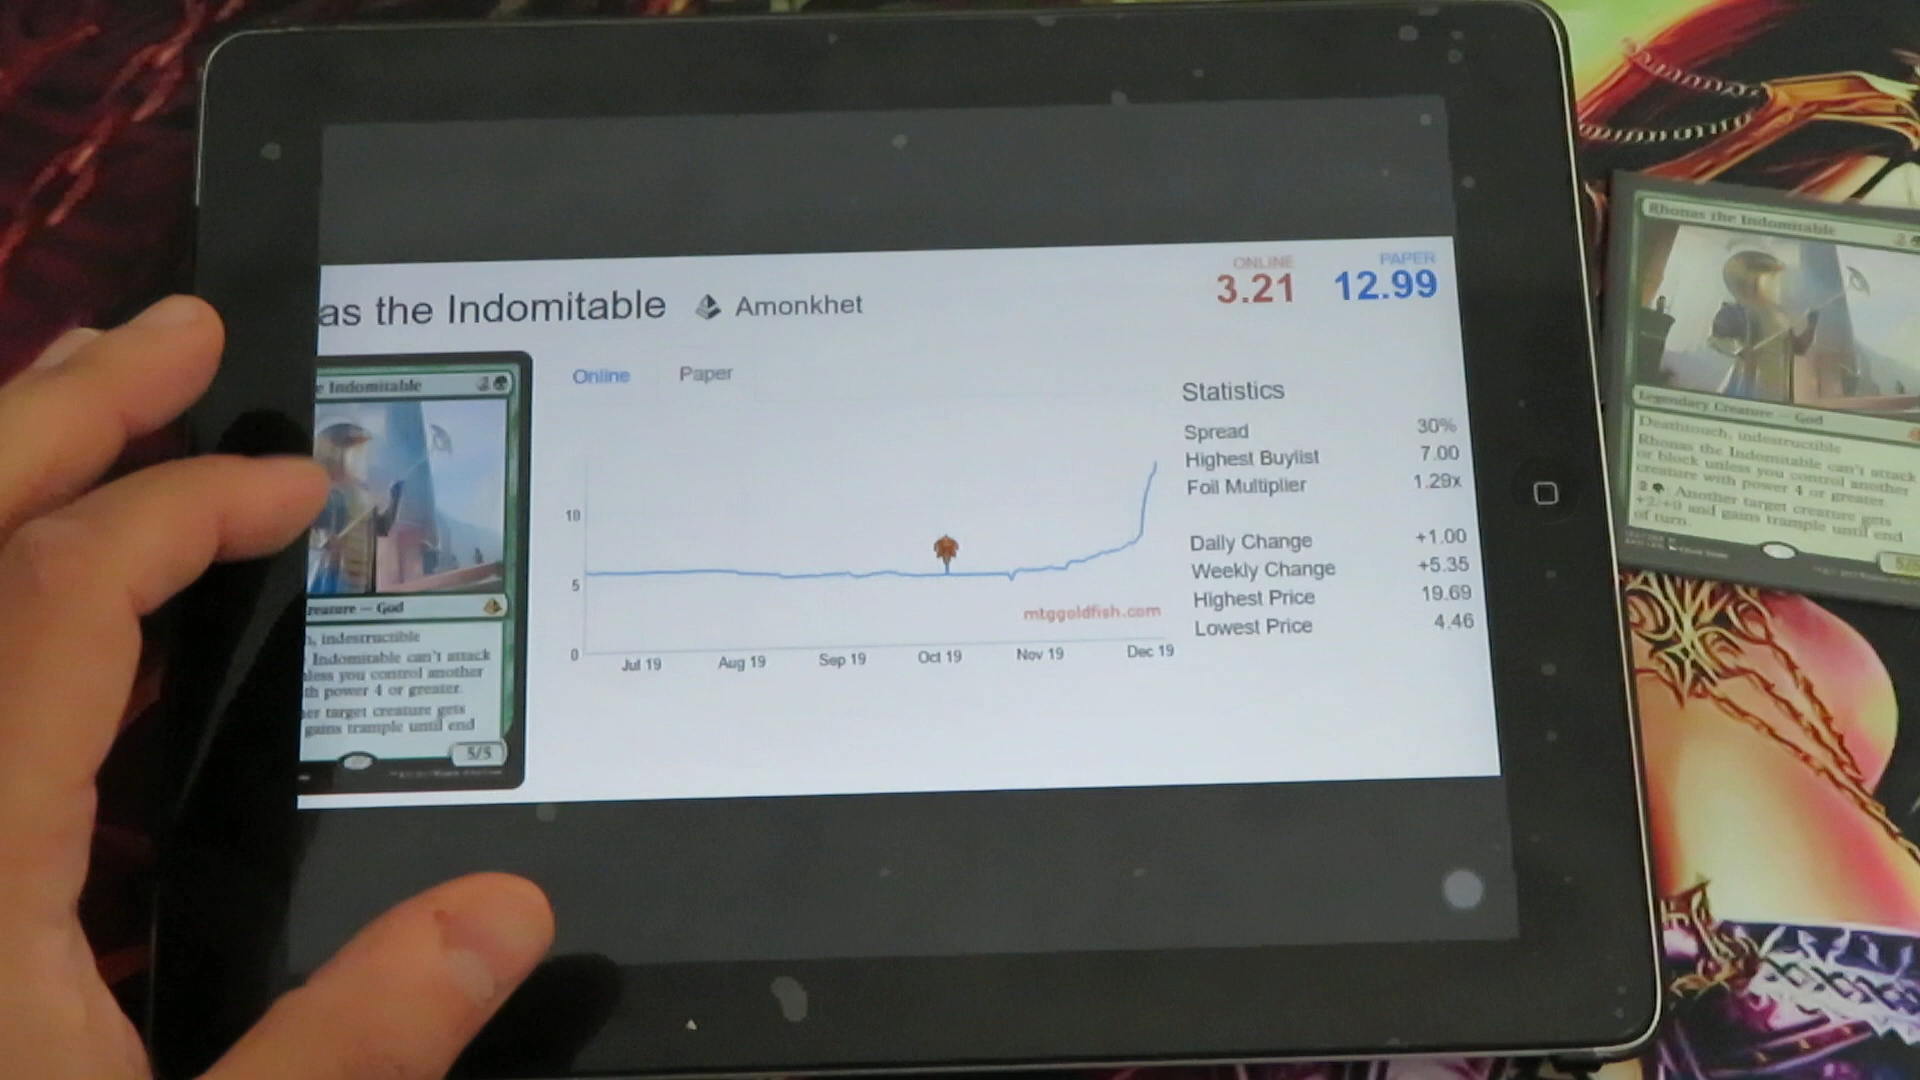 ONLINE
PAPER
as the Indomitable Amonkhet
3.21
12.99
Online
Paper
e Indomitable 2
reature — God
h, indestructible
Indomitable can't attack
less you control another
th power 4 or greater.
er target creature gets
gains trample until end
5/5
10
5
0
mtggoldfish.com
Jul 19
Aug 19
Sep 19
Oct 19
Nov 19
Dec 19
Statistics
Spread 30%
Highest Buylist 7.00
Foil Multiplier 1.29x
Daily Change +1.00
Weekly Change +5.35
Highest Price 19.69
Lowest Price 4.46
Rhonas the Indomitable 2
Legendary Creature — God
Deathtouch, indestructible
Rhonas the Indomitable can't attack
or block unless you control another
creature with power 4 or greater.
2 : Another target creature gets
+2/+0 and gains trample until end
of turn.
5/5